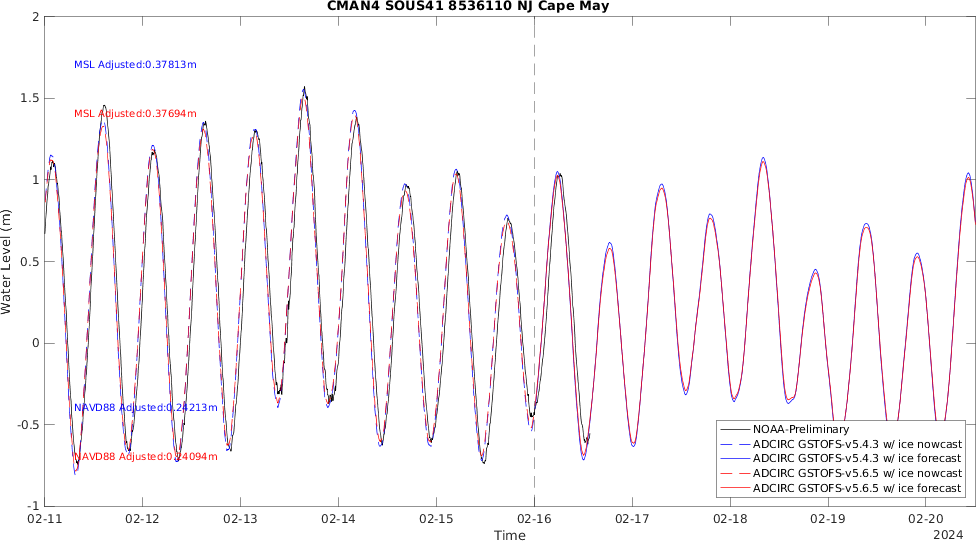 CMAN4 SOUS41 8536110 NJ Cape May
2
1.5
1
0.5
0
-0.5
-1
Water Level (m)
MSL Adjusted:0.37813m
MSL Adjusted:0.37694m
NAVD88 Adjusted:0.24213m
NAVD88 Adjusted:0.24094m
NOAA-Preliminary
ADCIRC GSTOFS-v5.4.3 w/ ice nowcast
ADCIRC GSTOFS-v5.4.3 w/ ice forecast
ADCIRC GSTOFS-v5.6.5 w/ ice nowcast
ADCIRC GSTOFS-v5.6.5 w/ ice forecast
02-11 02-12 02-13 02-14 02-15 02-16 02-17 02-18 02-19 02-20
Time
2024